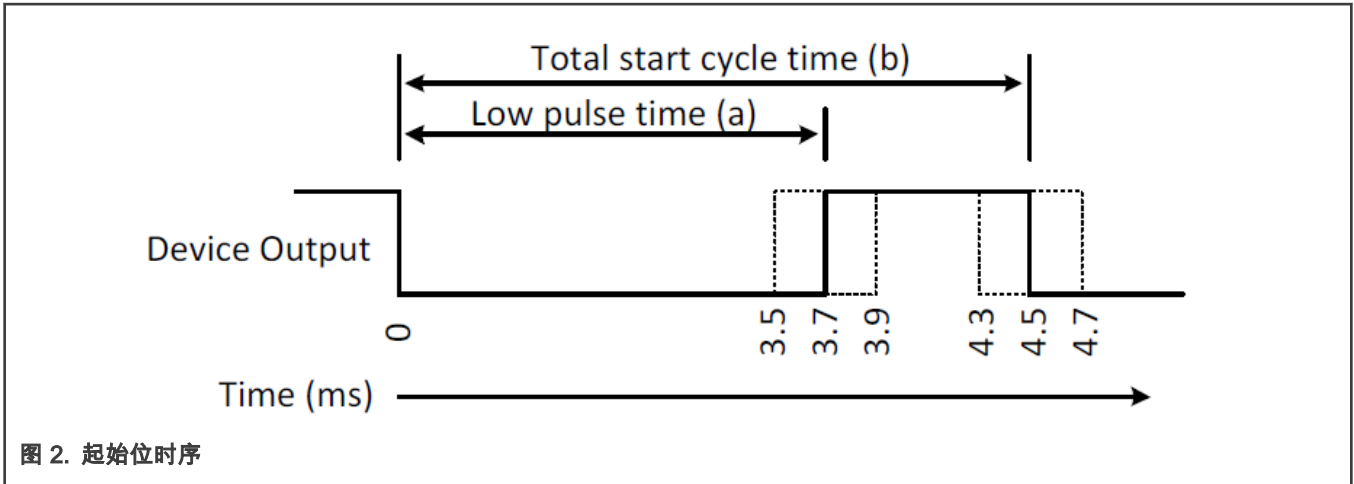 Total start cycle time (b)
Low pulse time (a)
Device Output
0
3.5
3.7
3.9
4.3
4.5
4.7
Time (ms)
图 2. 起始位时序